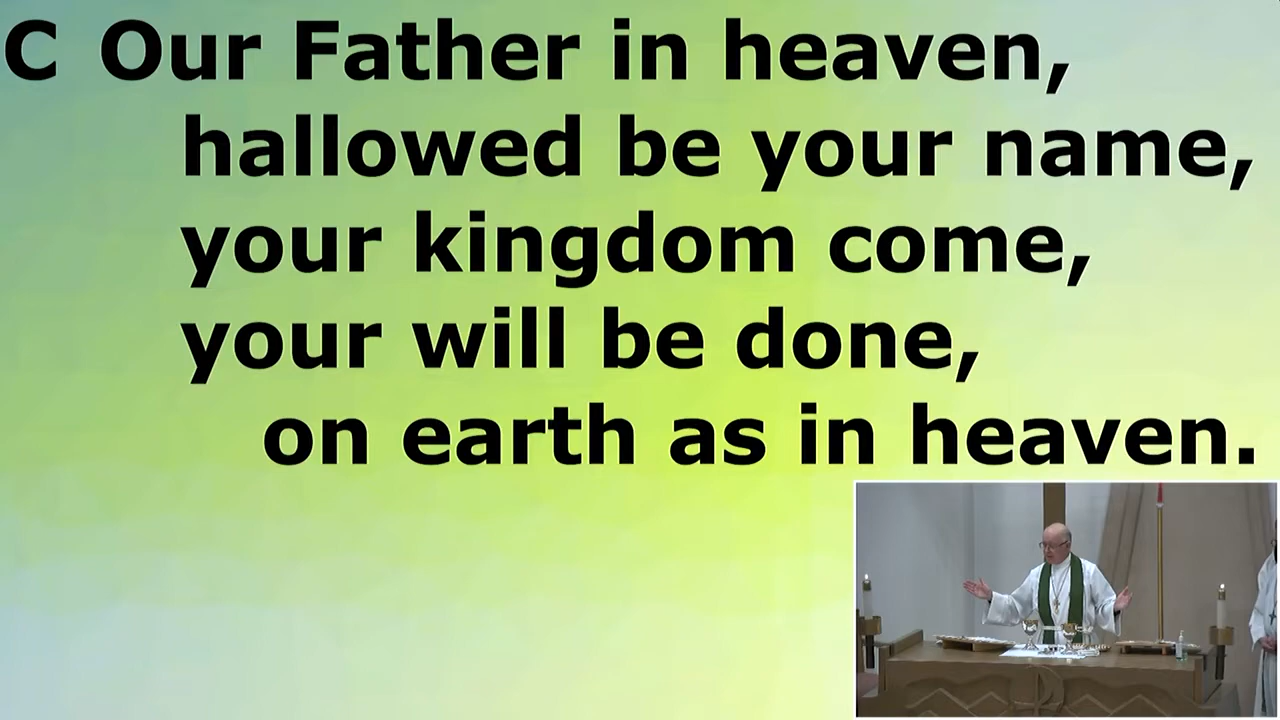 C Our Father in heaven,
hallowed be your name,
your kingdom come,
your will be done,
on earth as in heaven.